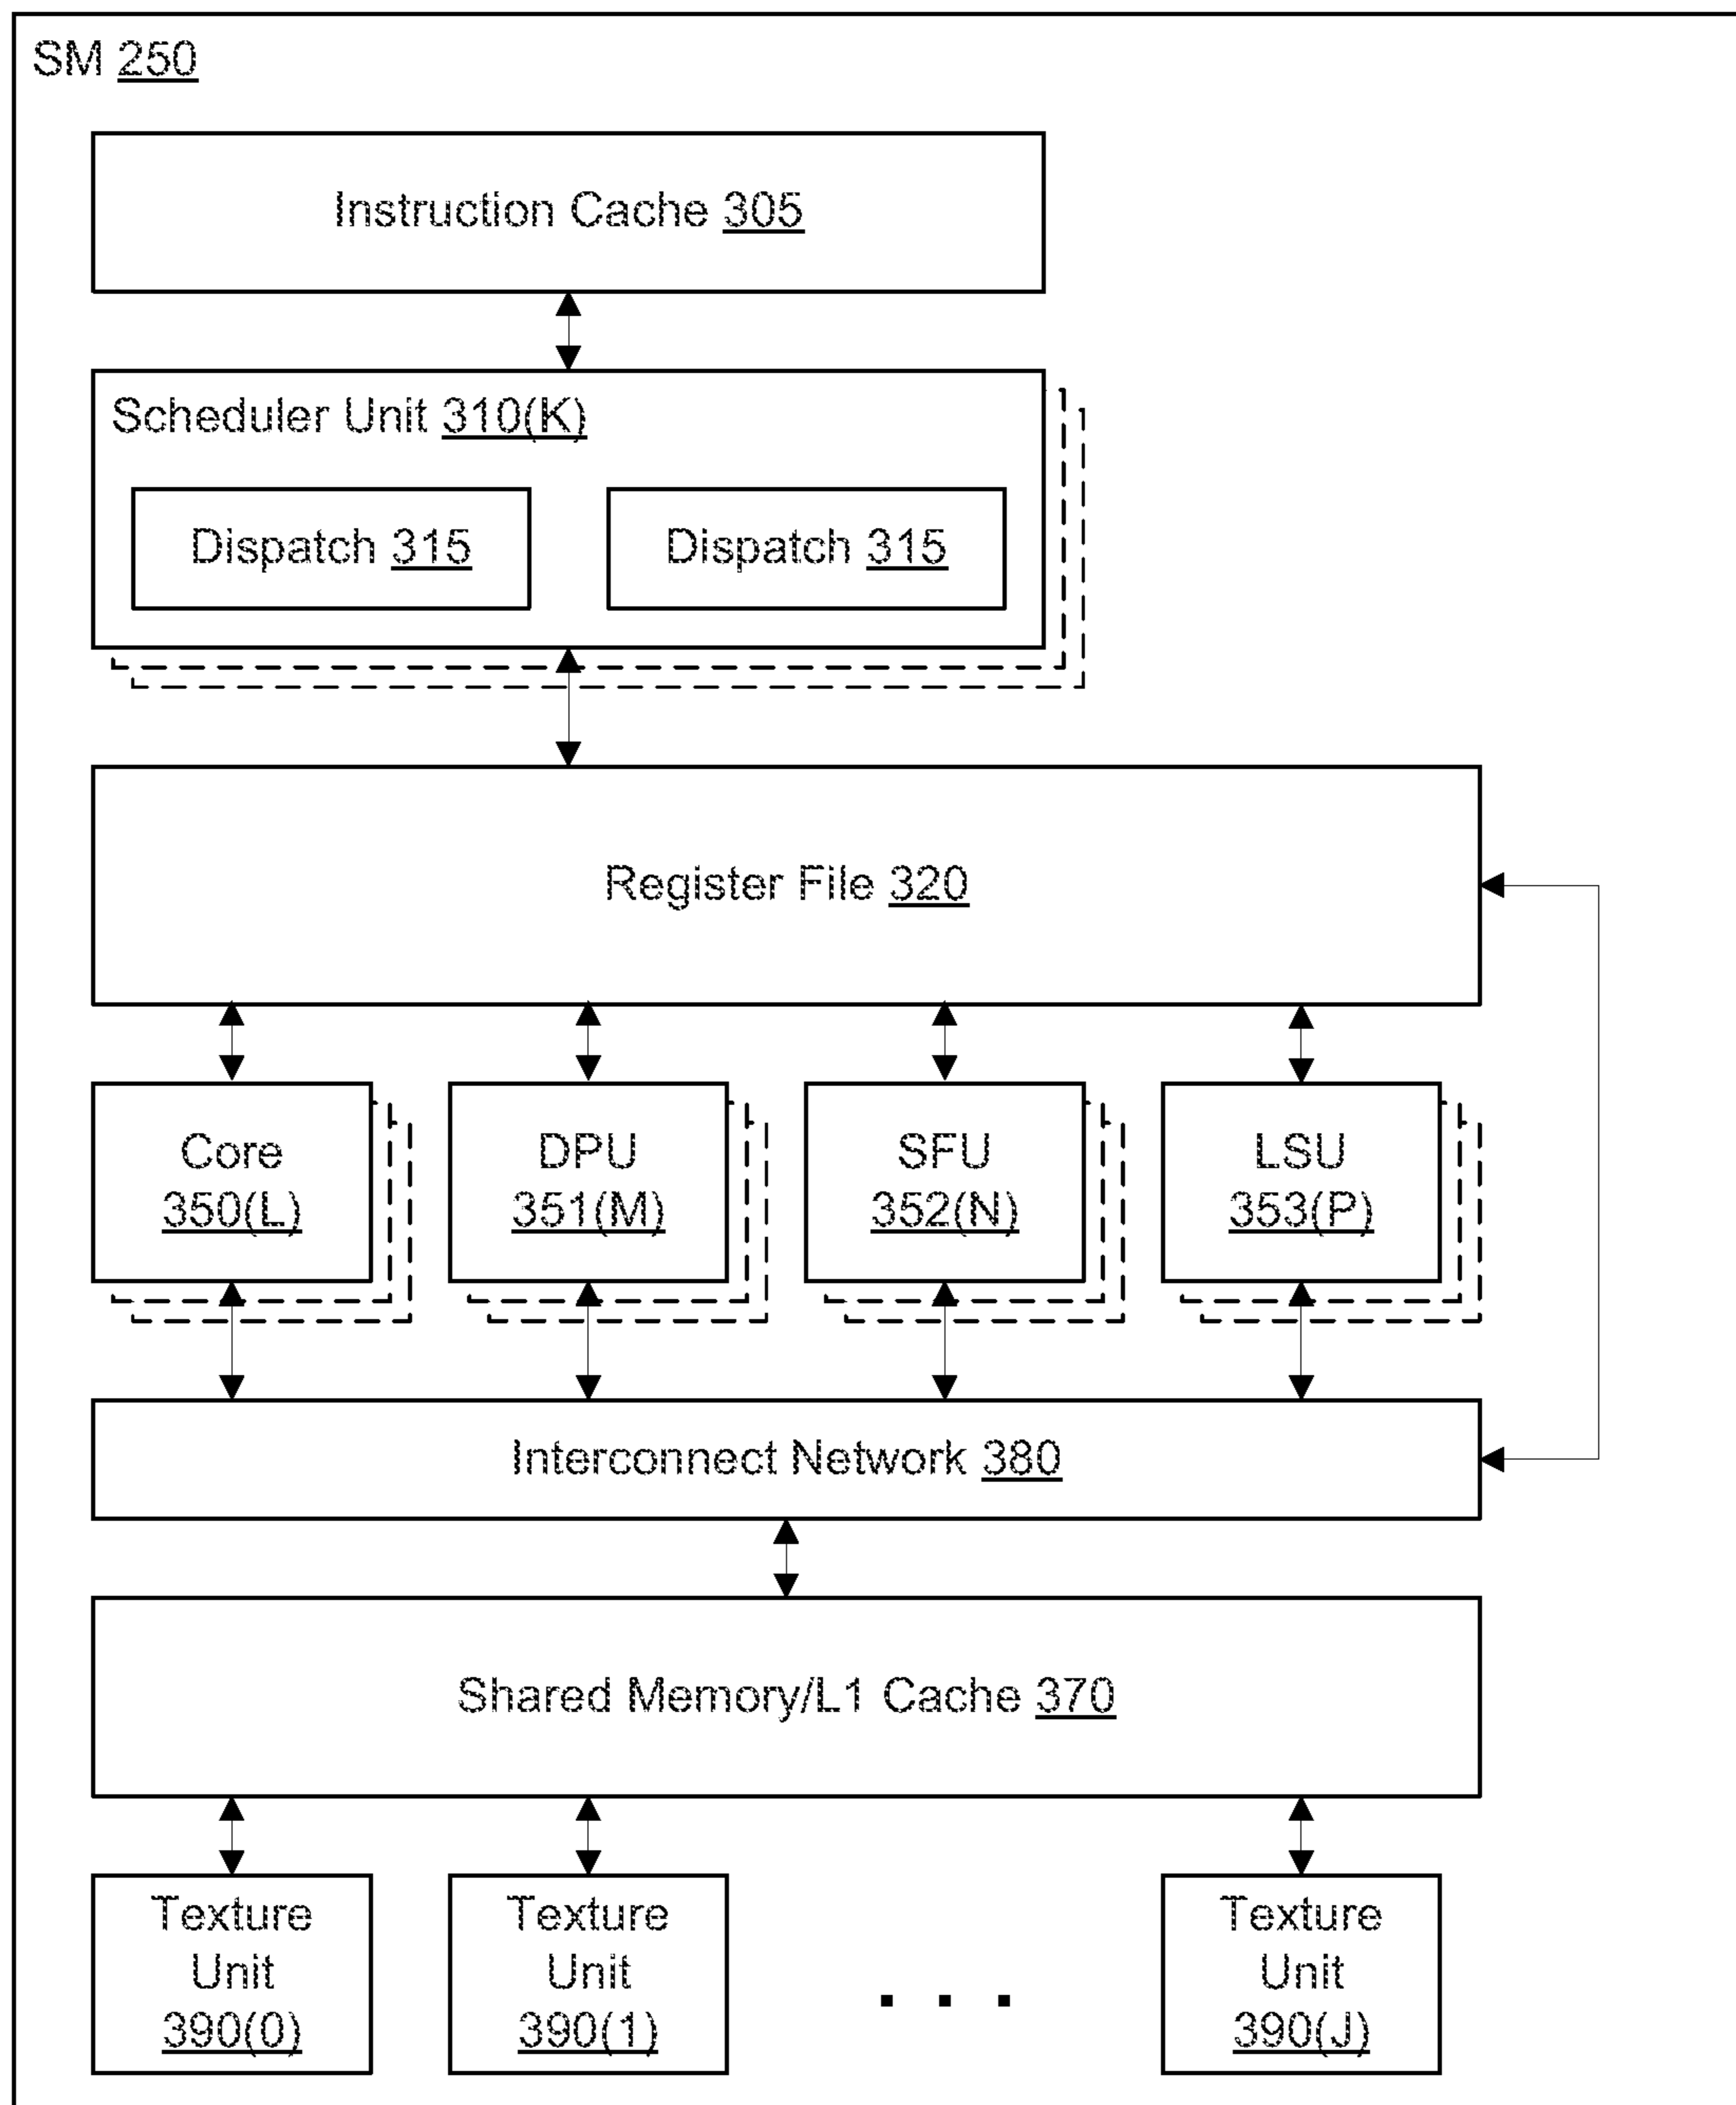 SM 250
Instruction Cache 305
Scheduler Unit 310(K)
Dispatch 315
Dispatch 315
Register File 320
Core
350(L)
DPU
351(M)
SFU
352(N)
LSU
353(P)
Interconnect Network 380
Shared Memory/L1 Cache 370
Texture
Unit
390(0)
Texture
Unit
390(1)
. . .
Texture
Unit
390(J)